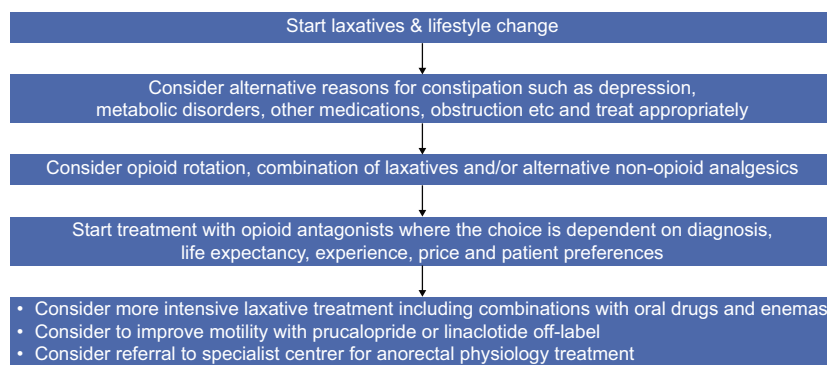 Start laxatives & lifestyle change
Consider alternative reasons for constipation such as depression,
metabolic disorders, other medications, obstruction etc and treat appropriately
Consider opioid rotation, combination of laxatives and/or alternative non-opioid analgesics
Start treatment with opioid antagonists where the choice is dependent on diagnosis,
life expectancy, experience, price and patient preferences
• Consider more intensive laxative treatment including combinations with oral drugs and enemas
• Consider to improve motility with prucalopride or linaclotide off-label
• Consider referral to specialist centrer for anorectal physiology treatment